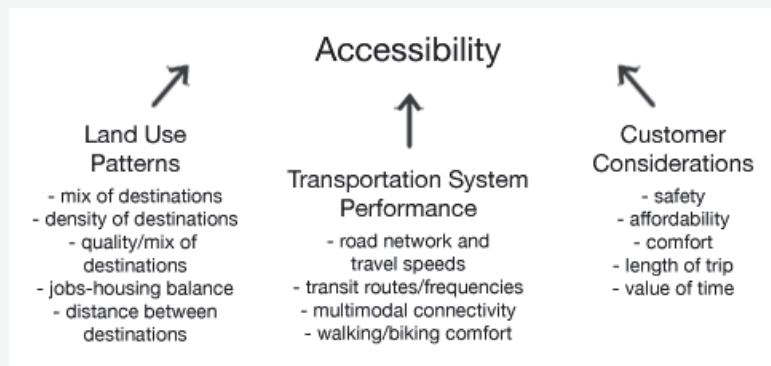 Accessibility
Land Use
Patterns
- mix of destinations
- density of destinations
- quality/mix of
destinations
- jobs-housing balance
- distance between
destinations
Transportation System
Performance
- road network and
travel speeds
- transit routes/frequencies
- multimodal connectivity
- walking/biking comfort
Customer
Considerations
- safety
- affordability
- comfort
- length of trip
- value of time